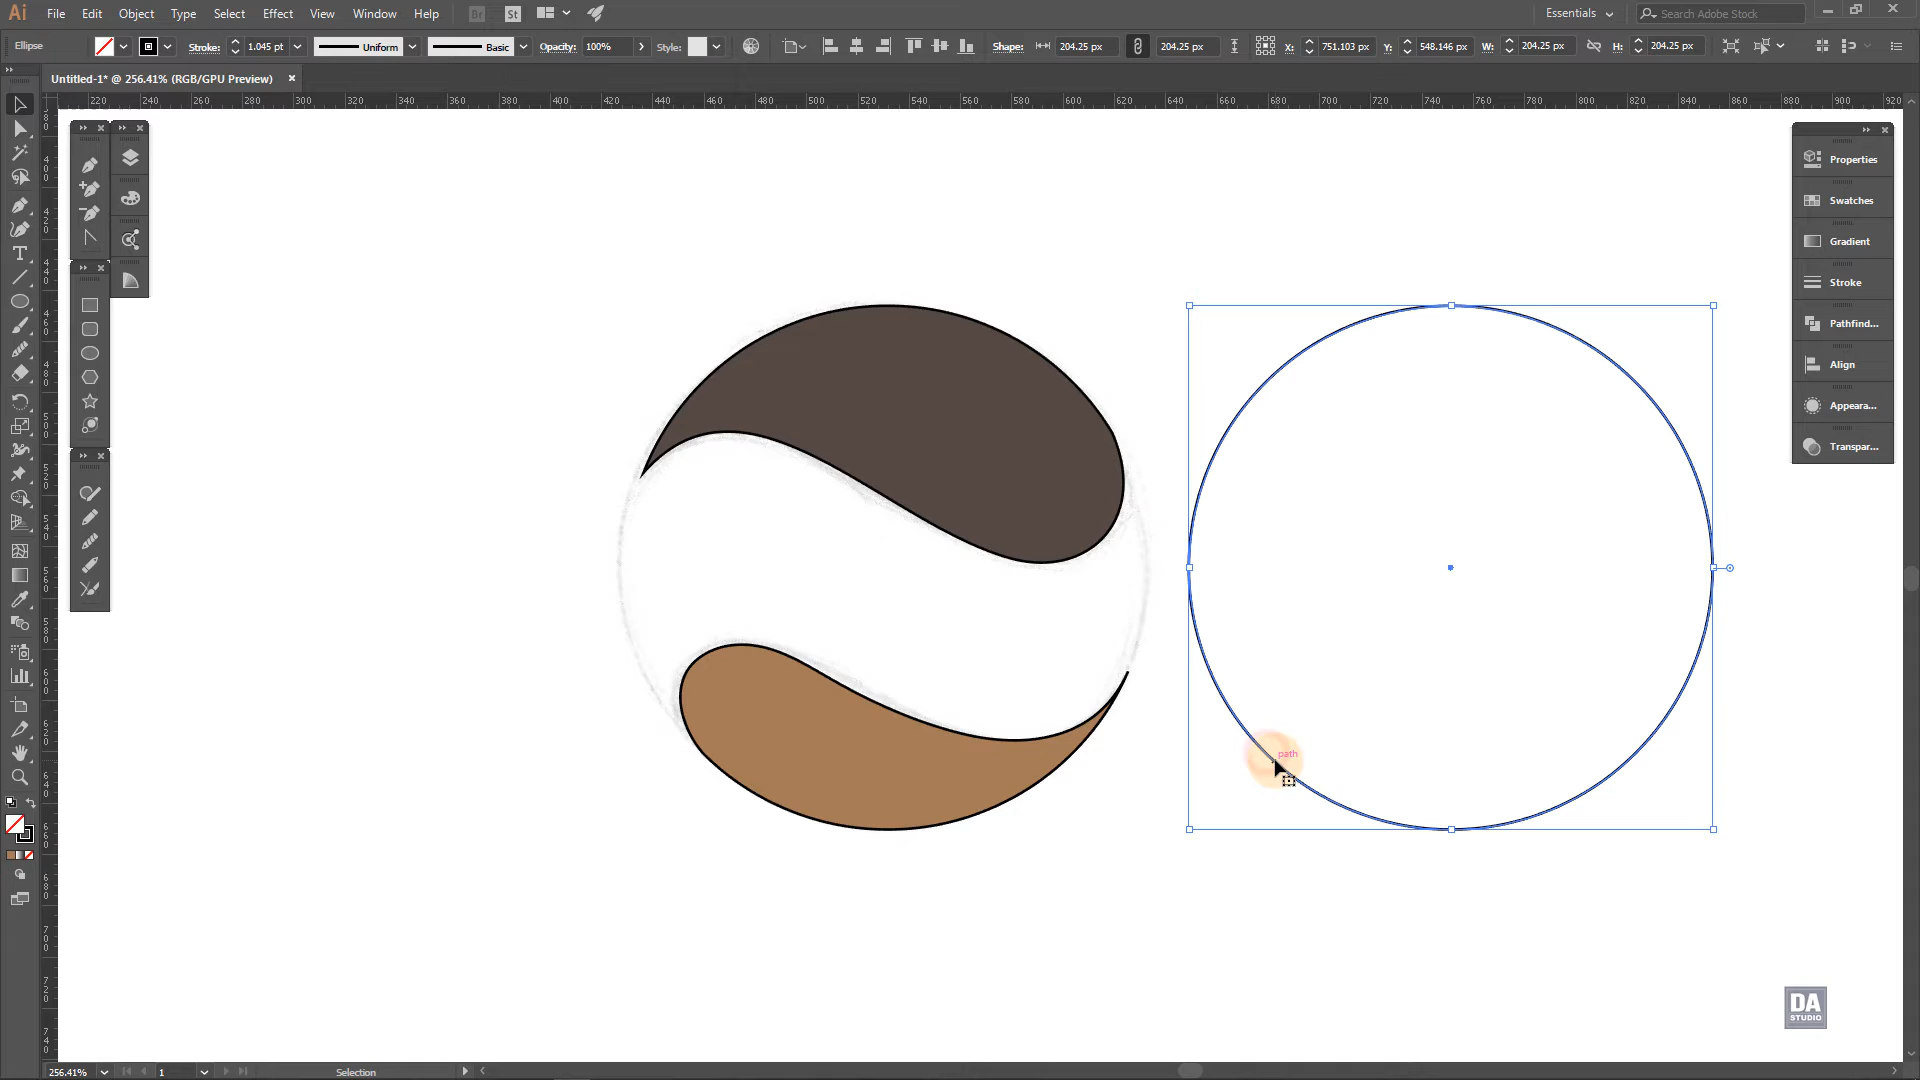 Ai File Edit Object Type Select Effect View Window Help Br St Essentials Search Adobe Stock
Ellipse Stroke: 1.045 pt Uniform Basic Opacity: 100% Style: Shape: 204.25 px 204.25 px X: 751.103 px Y: 548.146 px W: 204.25 px H: 204.25 px
Untitled-1* @ 256.41% (RGB/GPU Preview) ×
220 240 260 280 300 320 340 360 380 400 420 440 460 480 500 520 540 560 580 600 620 640 660 680 700 720 740 760 780 800 820 840 860 880 900 920
Properties
Swatches
Gradient
Stroke
Pathfind...
Align
Appeara...
Transpar...
path
DA
STUDIO
256.41% 1 Selection